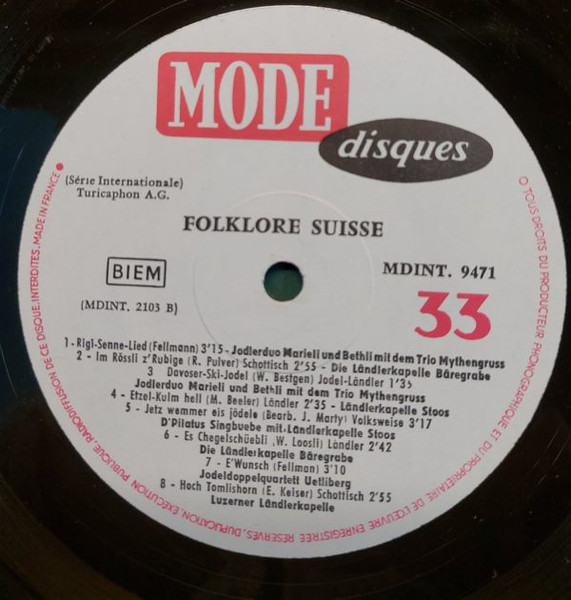 MODE
disques
(Série Internationale)
Turicaphon A.G.
FOLKLORE SUISSE
BIEM
MDINT. 9471
(MDINT. 2103 B)
33
1 - Rigi-Senne-Lied (Fellmann) 3'15 - Jodlerduo Marieli und Bethli mit dem Trio Mythengruss
2 - Im Rössli z'Rubige (R. Pulver) Schottisch 2'55 - Die Ländlerkapelle Bäregrabe
3 Davoser-Ski-Jodel (W. Bestgen) Jodel-Ländler 1'35
Jodlerduo Marieli und Bethli mit dem Trio Mythengruss
4 - Etzel-Kulm hell (M. Beeler) Ländler 2'35 - Ländlerkapelle Stoos
5 - Jetz wemmer eis jödele (Bearb. J. Marty) Volksweise 3'17
D'Pilatus Singbuebe mit Ländlerkapelle Stoos
6 - Es Chegelschüebli (W. Loosli) Ländler 2'42
Die Ländlerkapelle Bäregrabe
7 - E'Wunsch (Fellman) 3'10
Jodeldoppelquartett Uetliberg
8 - Hoch Tomlishorn (E. Keiser) Schottisch 2'55
Luzerner Ländlerkapelle
O TOUS DROITS DU PRODUCTEUR PHONOGRAPHIQUE ET DU PROPRIETAIRE DE L'ŒUVRE ENREGISTREE RESERVES, DUPLICATION, EXECUTION PUBLIQUE, RADIODIFFUSION DE CE DISQUE INTERDITES. MADE IN FRANCE